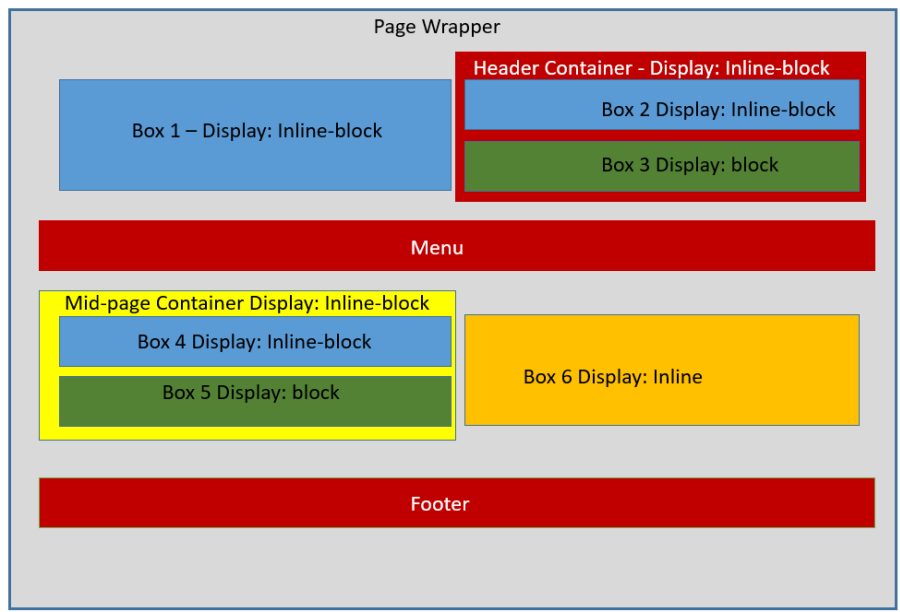 Page Wrapper
Header Container - Display: Inline-block
Box 1 – Display: Inline-block
Box 2 Display: Inline-block
Box 3 Display: block
Menu
Mid-page Container Display: Inline-block
Box 4 Display: Inline-block
Box 5 Display: block
Box 6 Display: Inline
Footer